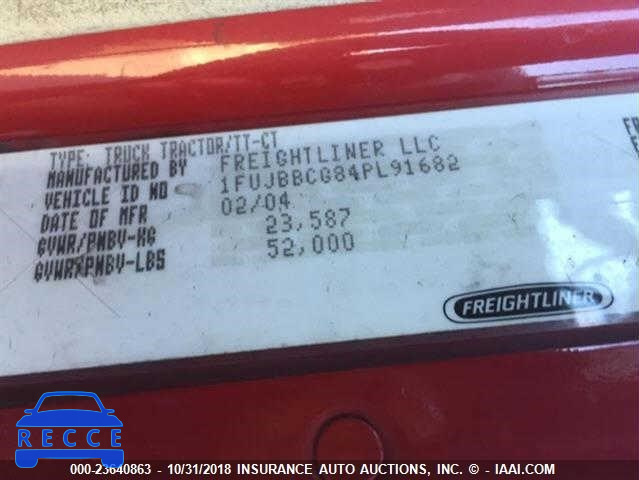 TYPE: TRUCK TRACTOR/TT-CT
MANUFACTURED BY FREIGHTLINER LLC
VEHICLE ID NO 1FUJBBCG84PL91682
DATE OF MFR 02/04
GVWR/PNBV-KG 23,587
GVWR/PNBV-LBS 52,000
FREIGHTLINER
RECCE
000-23640863 - 10/31/2018 INSURANCE AUTO AUCTIONS, INC. - © IAAI.COM